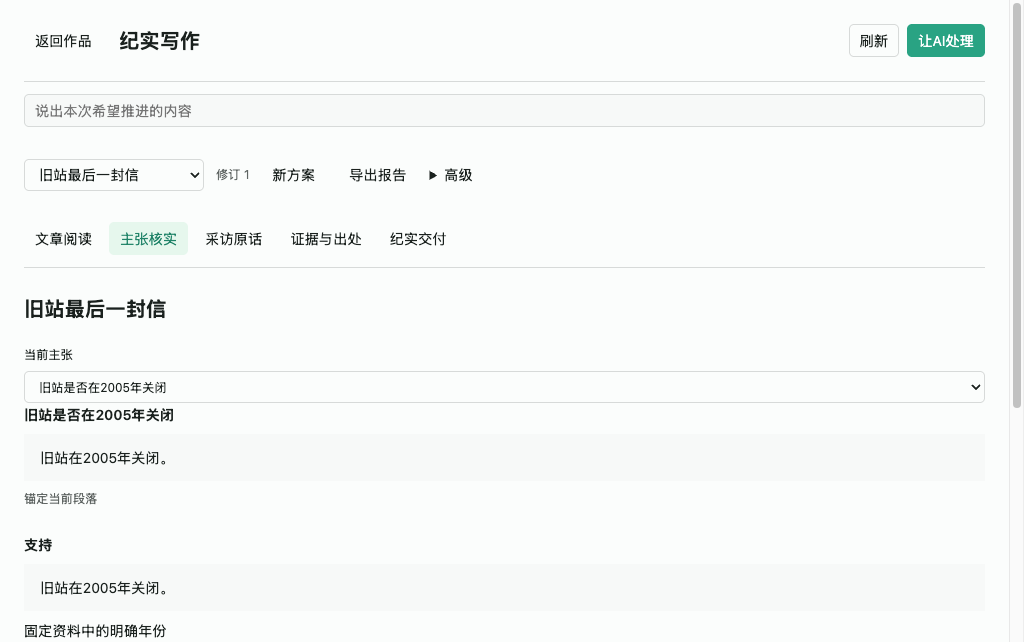 返回作品 纪实写作 刷新 让AI处理
说出本次希望推进的内容
旧站最后一封信 修订 1 新方案 导出报告 ▶ 高级
文章阅读 主张核实 采访原话 证据与出处 纪实交付
旧站最后一封信
当前主张
旧站是否在2005年关闭
旧站是否在2005年关闭
旧站在2005年关闭。
锚定当前段落
支持
旧站在2005年关闭。
固定资料中的明确年份